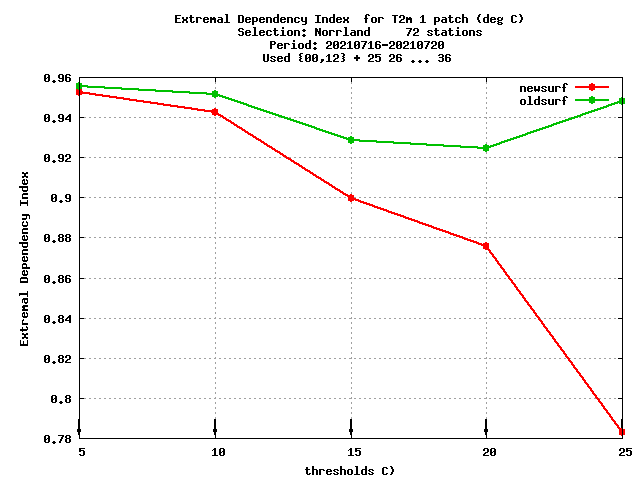 Extremal Dependency Index  for T2m 1 patch (deg C)
Selection: Norrland     72 stations
Period: 20210716-20210720
Used {00,12} + 25 26 ... 36
newsurf
oldsurf
Extremal Dependency Index
0.96
0.94
0.92
0.9
0.88
0.86
0.84
0.82
0.8
0.78
5
10
15
20
25
thresholds C)